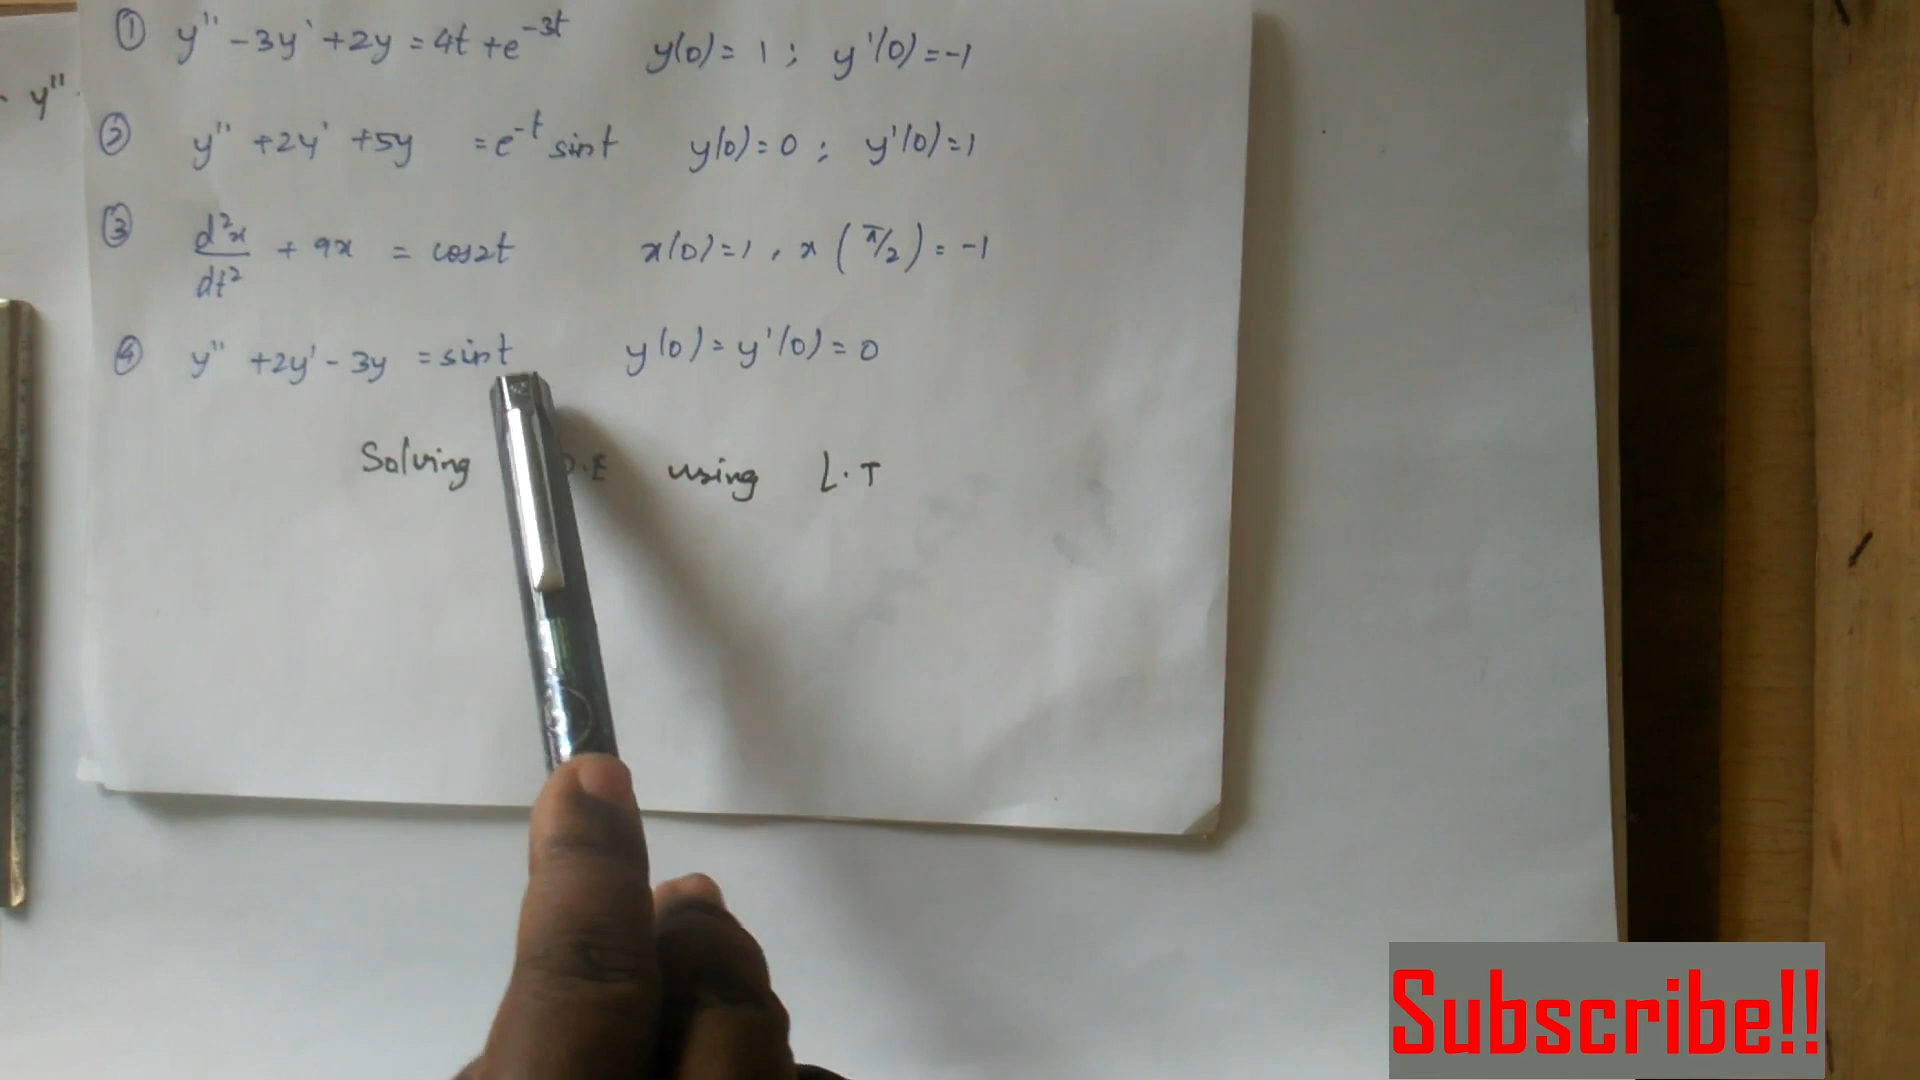 ① y'' - 3y' + 2y = 4t + e^-3t y(0) = 1 ; y'(0) = -1
② y'' + 2y' + 5y = e^-t sint y(0) = 0 ; y'(0) = 1
③ d²x/dt² + 9x = cos2t x(0) = 1 , x(π/2) = -1
④ y'' + 2y' - 3y = sint y(0) = y'(0) = 0
Solving D.E using L.T
y''
Subscribe!!